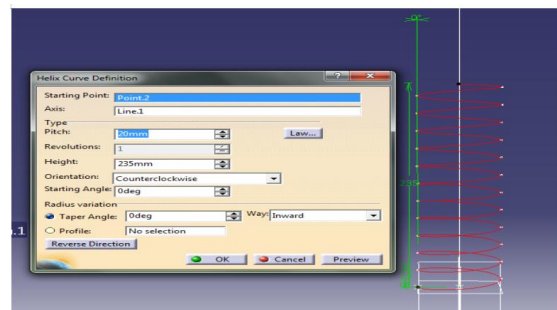 Helix Curve Definition
Starting Point: Point.2
Axis: Line.1
Type
Pitch: 20mm Law...
Revolutions: 1
Height: 235mm
Orientation: Counterclockwise
Starting Angle: 0deg
Radius variation
Taper Angle: 0deg Way: Inward
Profile: No selection
Reverse Direction
OK Cancel Preview
235